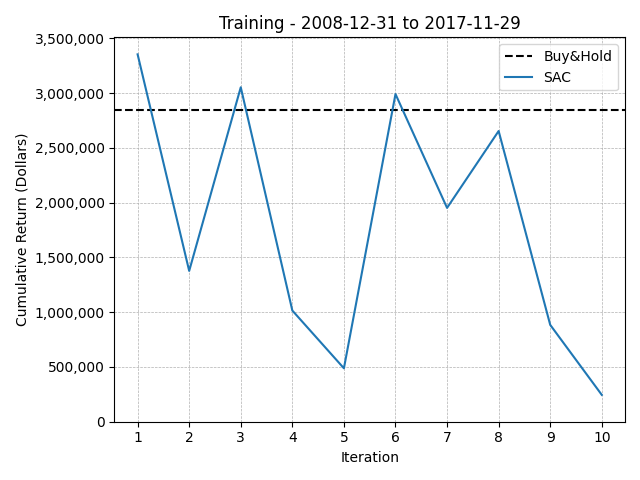 Training - 2008-12-31 to 2017-11-29
Buy&Hold
SAC
Cumulative Return (Dollars)
3,500,000
3,000,000
2,500,000
2,000,000
1,500,000
1,000,000
500,000
0
1 2 3 4 5 6 7 8 9 10
Iteration